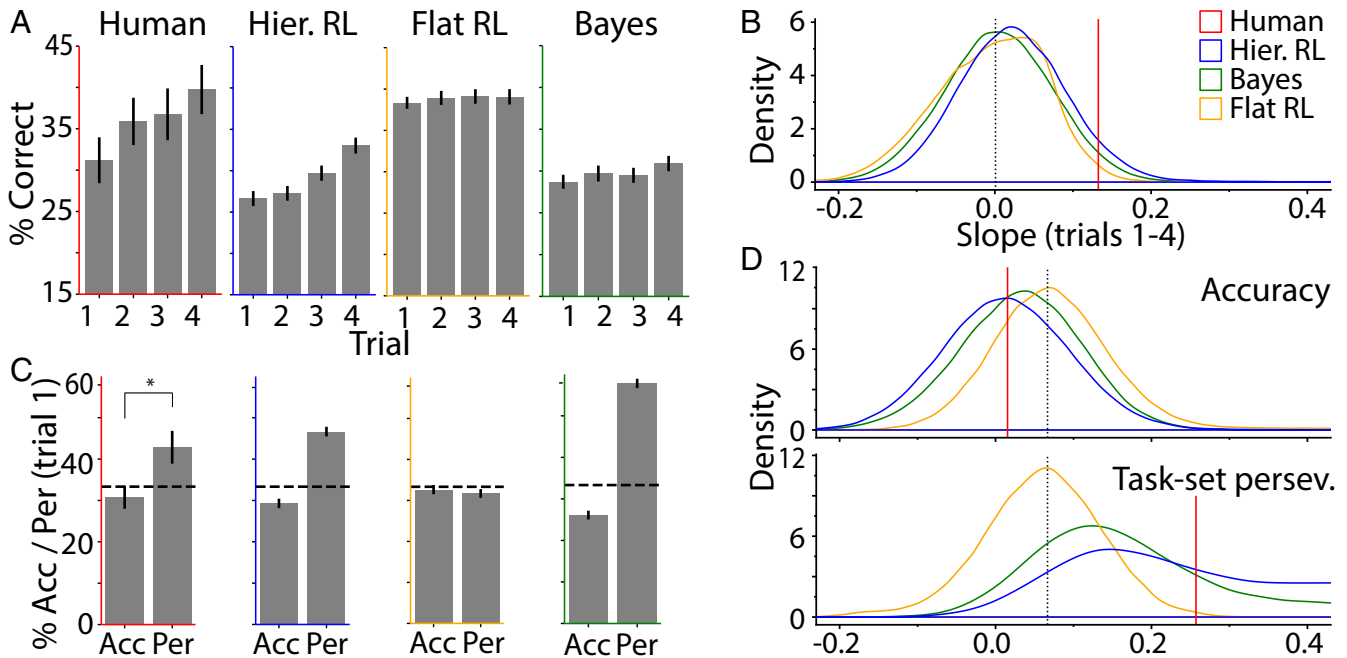 A
Human
Hier. RL
Flat RL
Bayes
% Correct
45
35
25
15
1 2 3 4
1 2 3 4
1 2 3 4
1 2 3 4
Trial
B
Density
6
4
2
0
-0.2 0.0 0.2 0.4
Slope (trials 1-4)
Human
Hier. RL
Bayes
Flat RL
C
% Acc / Per (trial 1)
60
40
20
0
*
Acc Per
Acc Per
Acc Per
Acc Per
D
Accuracy
Density
12
6
0
Task-set persev.
12
6
0
-0.2 0.0 0.2 0.4